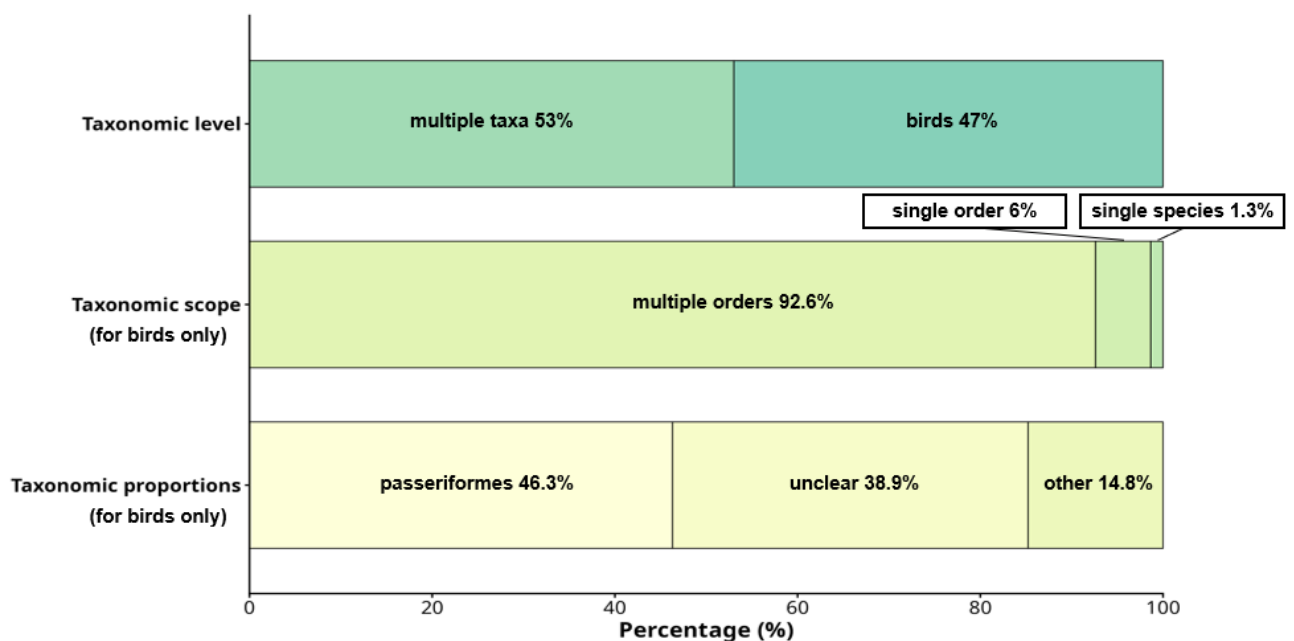 Taxonomic level
multiple taxa 53%
birds 47%
single order 6%
single species 1.3%
Taxonomic scope
(for birds only)
multiple orders 92.6%
Taxonomic proportions
(for birds only)
passeriformes 46.3%
unclear 38.9%
other 14.8%
0 20 40 60 80 100
Percentage (%)